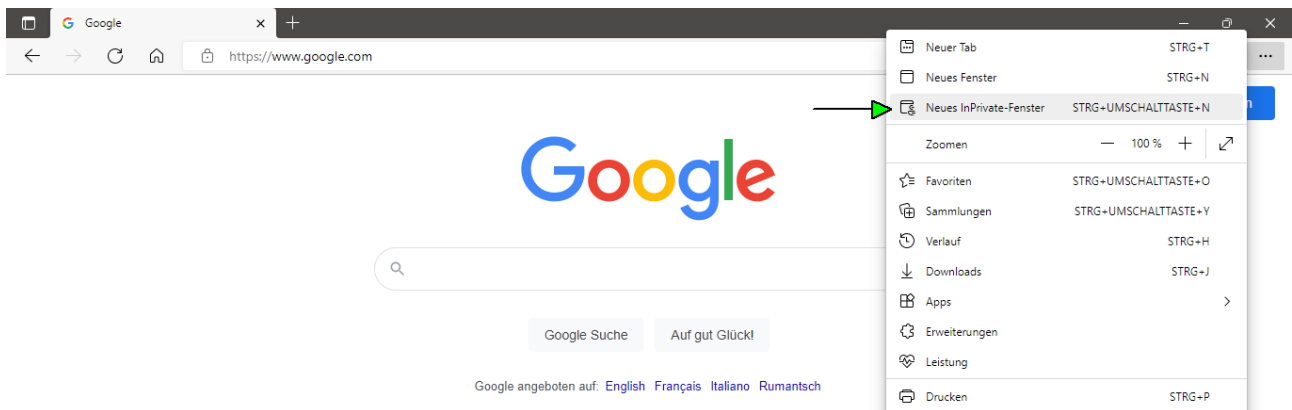 Google
https://www.google.com
Neuer Tab STRG+T
Neues Fenster STRG+N
Neues InPrivate-Fenster STRG+UMSCHALTTASTE+N
Zoomen — 100 % +
Favoriten STRG+UMSCHALTTASTE+O
Sammlungen STRG+UMSCHALTTASTE+Y
Verlauf STRG+H
Downloads STRG+J
Apps
Erweiterungen
Leistung
Drucken STRG+P
Google
Google Suche Auf gut Glück!
Google angeboten auf: English Français Italiano Rumantsch